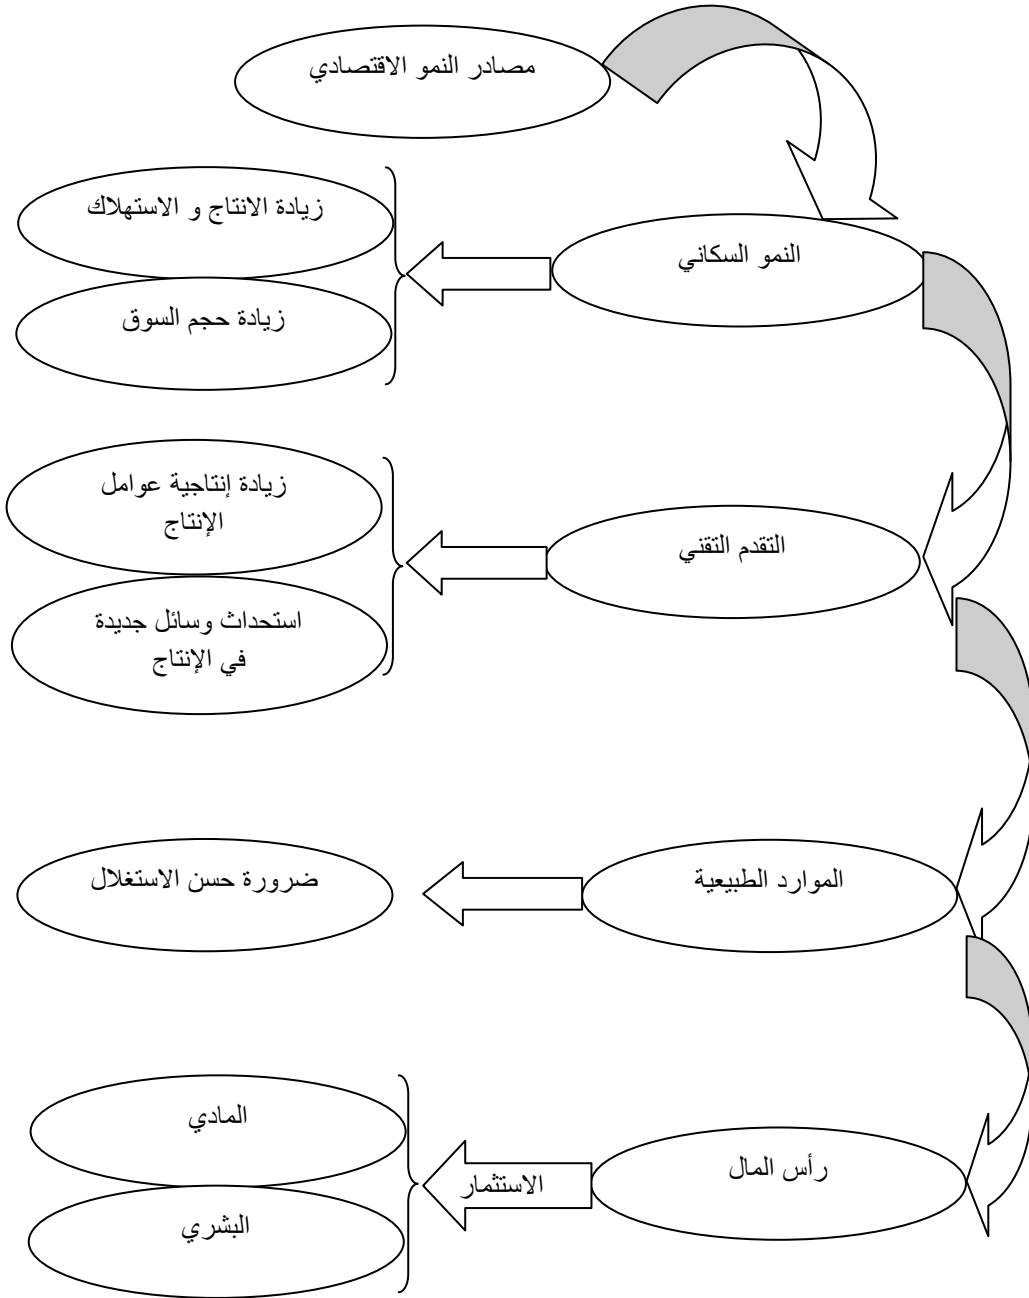 مصادر النمو الاقتصادي
النمو السكاني
زيادة الانتاج و الاستهلاك
زيادة حجم السوق
التقدم التقني
زيادة إنتاجية عوامل
الإنتاج
استحداث وسائل جديدة
في الإنتاج
الموارد الطبيعية
ضرورة حسن الاستغلال
رأس المال
الاستثمار
المادي
البشري